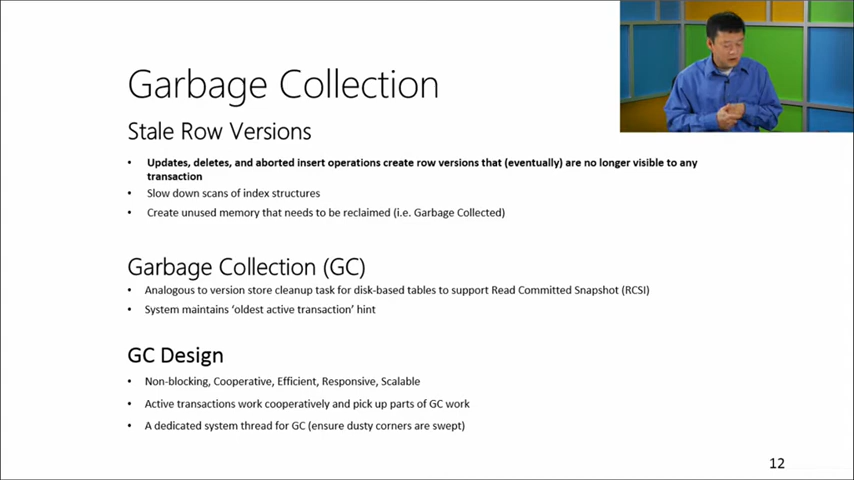 Garbage Collection
Stale Row Versions
• Updates, deletes, and aborted insert operations create row versions that (eventually) are no longer visible to any
transaction
• Slow down scans of index structures
• Create unused memory that needs to be reclaimed (i.e. Garbage Collected)
Garbage Collection (GC)
• Analogous to version store cleanup task for disk-based tables to support Read Committed Snapshot (RCSI)
• System maintains ‘oldest active transaction’ hint
GC Design
• Non-blocking, Cooperative, Efficient, Responsive, Scalable
• Active transactions work cooperatively and pick up parts of GC work
• A dedicated system thread for GC (ensure dusty corners are swept)
12